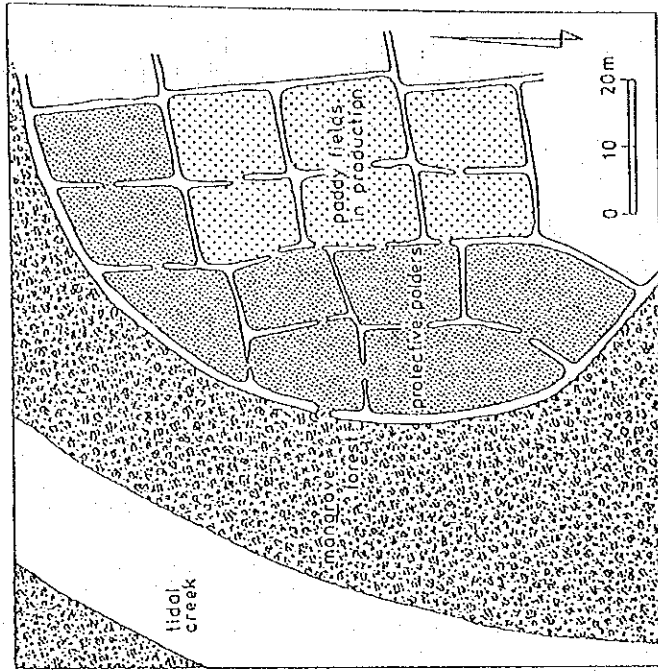 tidal
creek
mangrove
forest
protective polders
paddy fields
in production
0 10 20m